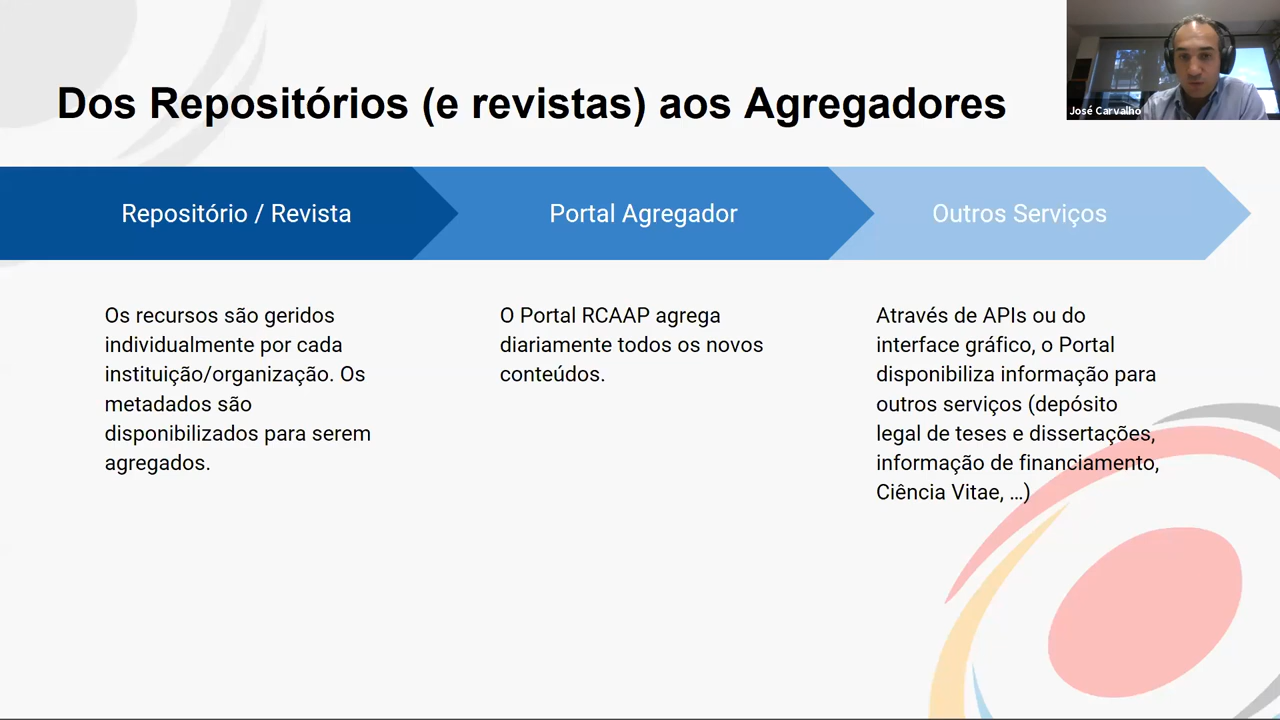 Dos Repositórios (e revistas) aos Agregadores
José Carvalho
Repositório / Revista
Portal Agregador
Outros Serviços
Os recursos são geridos
individualmente por cada
instituição/organização. Os
metadados são
disponibilizados para serem
agregados.
O Portal RCAAP agrega
diariamente todos os novos
conteúdos.
Através de APIs ou do
interface gráfico, o Portal
disponibiliza informação para
outros serviços (depósito
legal de teses e dissertações,
informação de financiamento,
Ciência Vitae, ...)